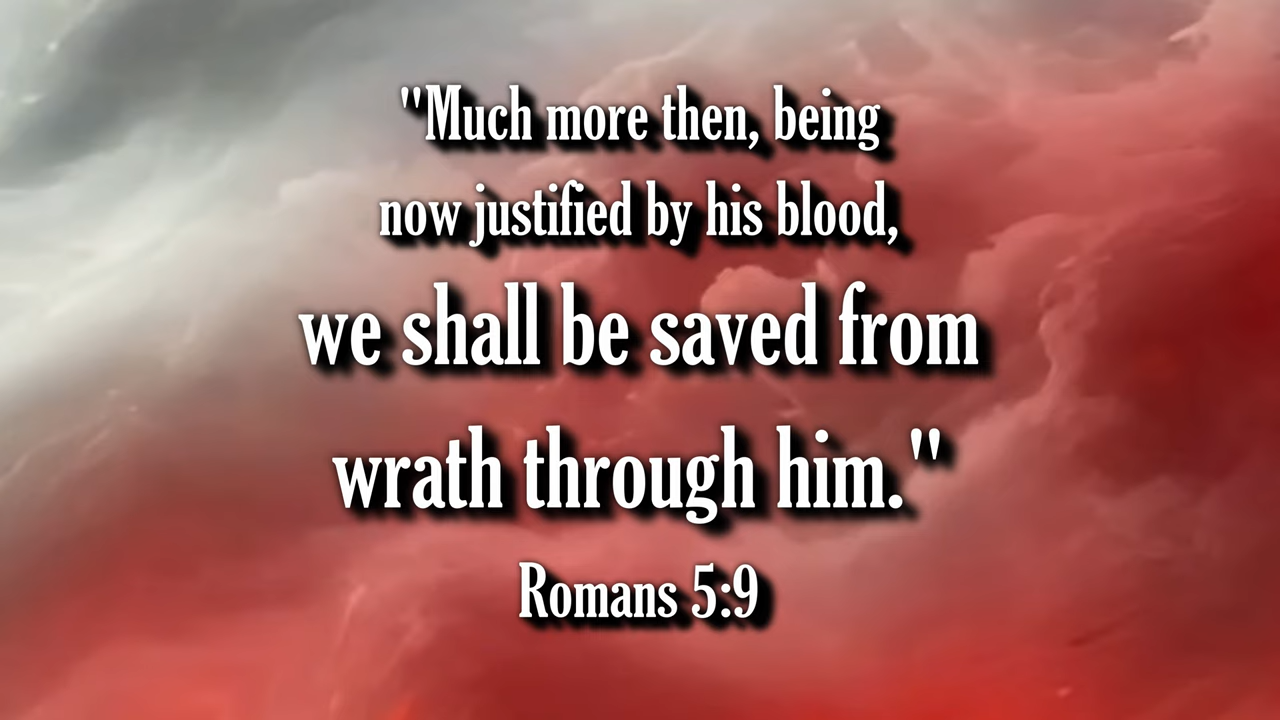 "Much more then, being
now justified by his blood,
we shall be saved from
wrath through him."
Romans 5:9